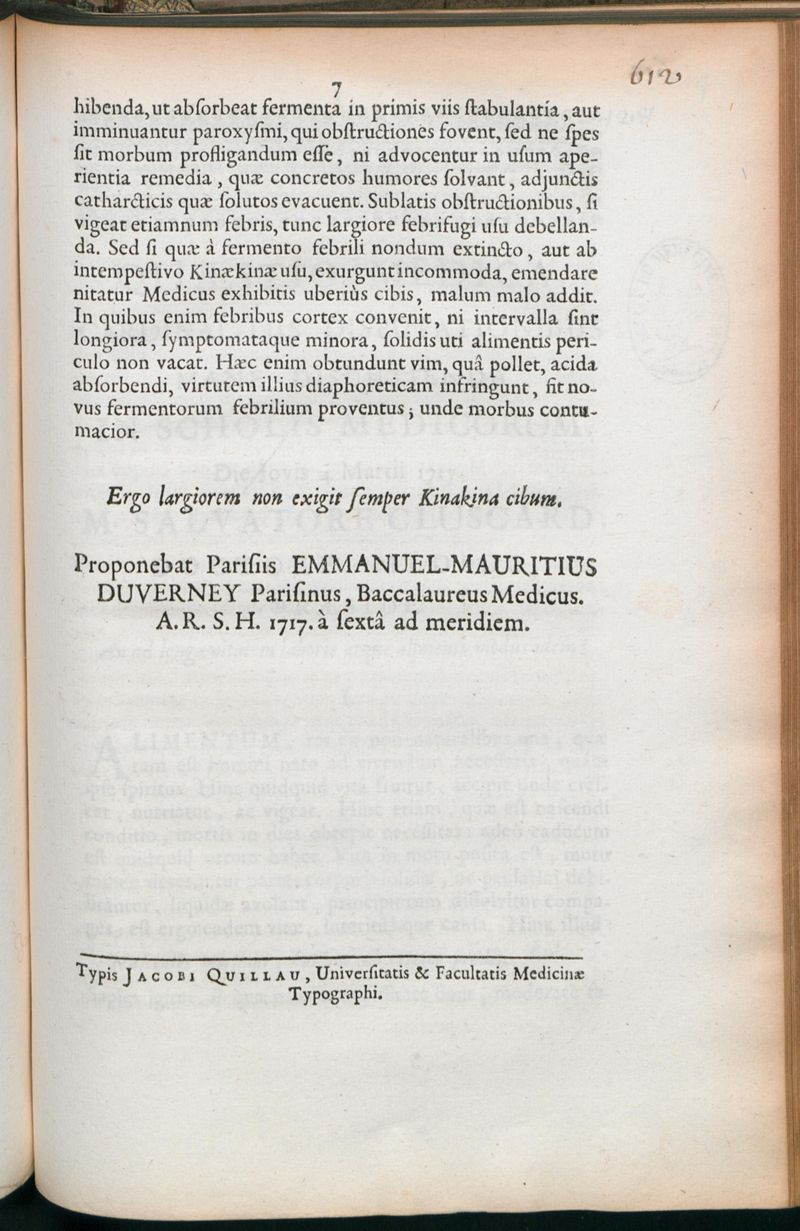 612
7
hibenda, ut abſorbeat fermenta in primis viis ſtabulantia, aut
imminuantur paroxyſmi, qui obſtructiones fovent, ſed ne ſpes
ſit morbum profligandum eſſe, ni advocentur in uſum ape-
rientia remedia, quæ concretos humores ſolvant, adjunctis
catharcticis quæ ſolutos evacuent. Sublatis obſtructionibus, ſi
vigeat etiamnum febris, tunc largiore febrifugi uſu debellan-
da. Sed ſi quæ à fermento febrili nondum extincto, aut ab
intempeſtivo Kinækinæ uſu, exurgunt incommoda, emendare
nitatur Medicus exhibitis uberiùs cibis, malum malo addit.
In quibus enim febribus cortex convenit, ni intervalla ſint
longiora, ſymptomataque minora, ſolidis uti alimentis peri-
culo non vacat. Hæc enim obtundunt vim, quâ pollet, acida
abſorbendi, virtutem illius diaphoreticam infringunt, fit no-
vus fermentorum febrilium proventus; unde morbus contu-
macior.
Ergo largiorem non exigit ſemper Kinakina cibum.
Proponebat Pariſiis EMMANUEL-MAURITIUS
DUVERNEY Pariſinus, Baccalaureus Medicus.
A. R. S. H. 1717. à ſextâ ad meridiem.
Typis JACOBI QUILLAU, Univerſitatis & Facultatis Medicinæ
Typographi.